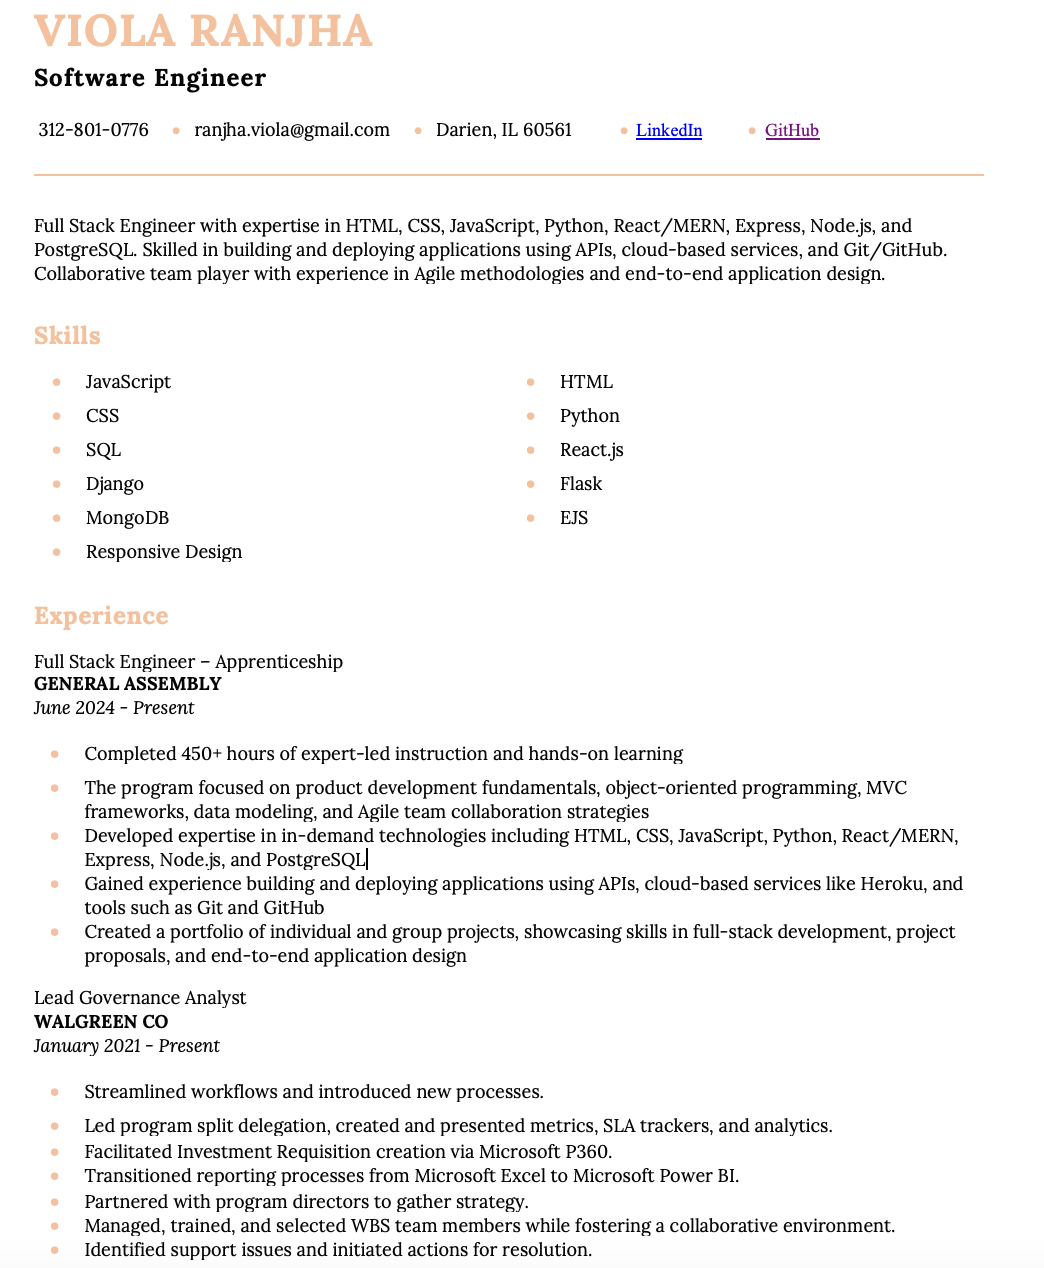 VIOLA RANJHA
Software Engineer
312-801-0776 • ranjha.viola@gmail.com • Darien, IL 60561 • LinkedIn • GitHub
Full Stack Engineer with expertise in HTML, CSS, JavaScript, Python, React/MERN, Express, Node.js, and
PostgreSQL. Skilled in building and deploying applications using APIs, cloud-based services, and Git/GitHub.
Collaborative team player with experience in Agile methodologies and end-to-end application design.
Skills
• JavaScript
• CSS
• SQL
• Django
• MongoDB
• Responsive Design
• HTML
• Python
• React.js
• Flask
• EJS
Experience
Full Stack Engineer – Apprenticeship
GENERAL ASSEMBLY
June 2024 - Present
• Completed 450+ hours of expert-led instruction and hands-on learning
• The program focused on product development fundamentals, object-oriented programming, MVC
frameworks, data modeling, and Agile team collaboration strategies
• Developed expertise in in-demand technologies including HTML, CSS, JavaScript, Python, React/MERN,
Express, Node.js, and PostgreSQL
• Gained experience building and deploying applications using APIs, cloud-based services like Heroku, and
tools such as Git and GitHub
• Created a portfolio of individual and group projects, showcasing skills in full-stack development, project
proposals, and end-to-end application design
Lead Governance Analyst
WALGREEN CO
January 2021 - Present
• Streamlined workflows and introduced new processes.
• Led program split delegation, created and presented metrics, SLA trackers, and analytics.
• Facilitated Investment Requisition creation via Microsoft P360.
• Transitioned reporting processes from Microsoft Excel to Microsoft Power BI.
• Partnered with program directors to gather strategy.
• Managed, trained, and selected WBS team members while fostering a collaborative environment.
• Identified support issues and initiated actions for resolution.